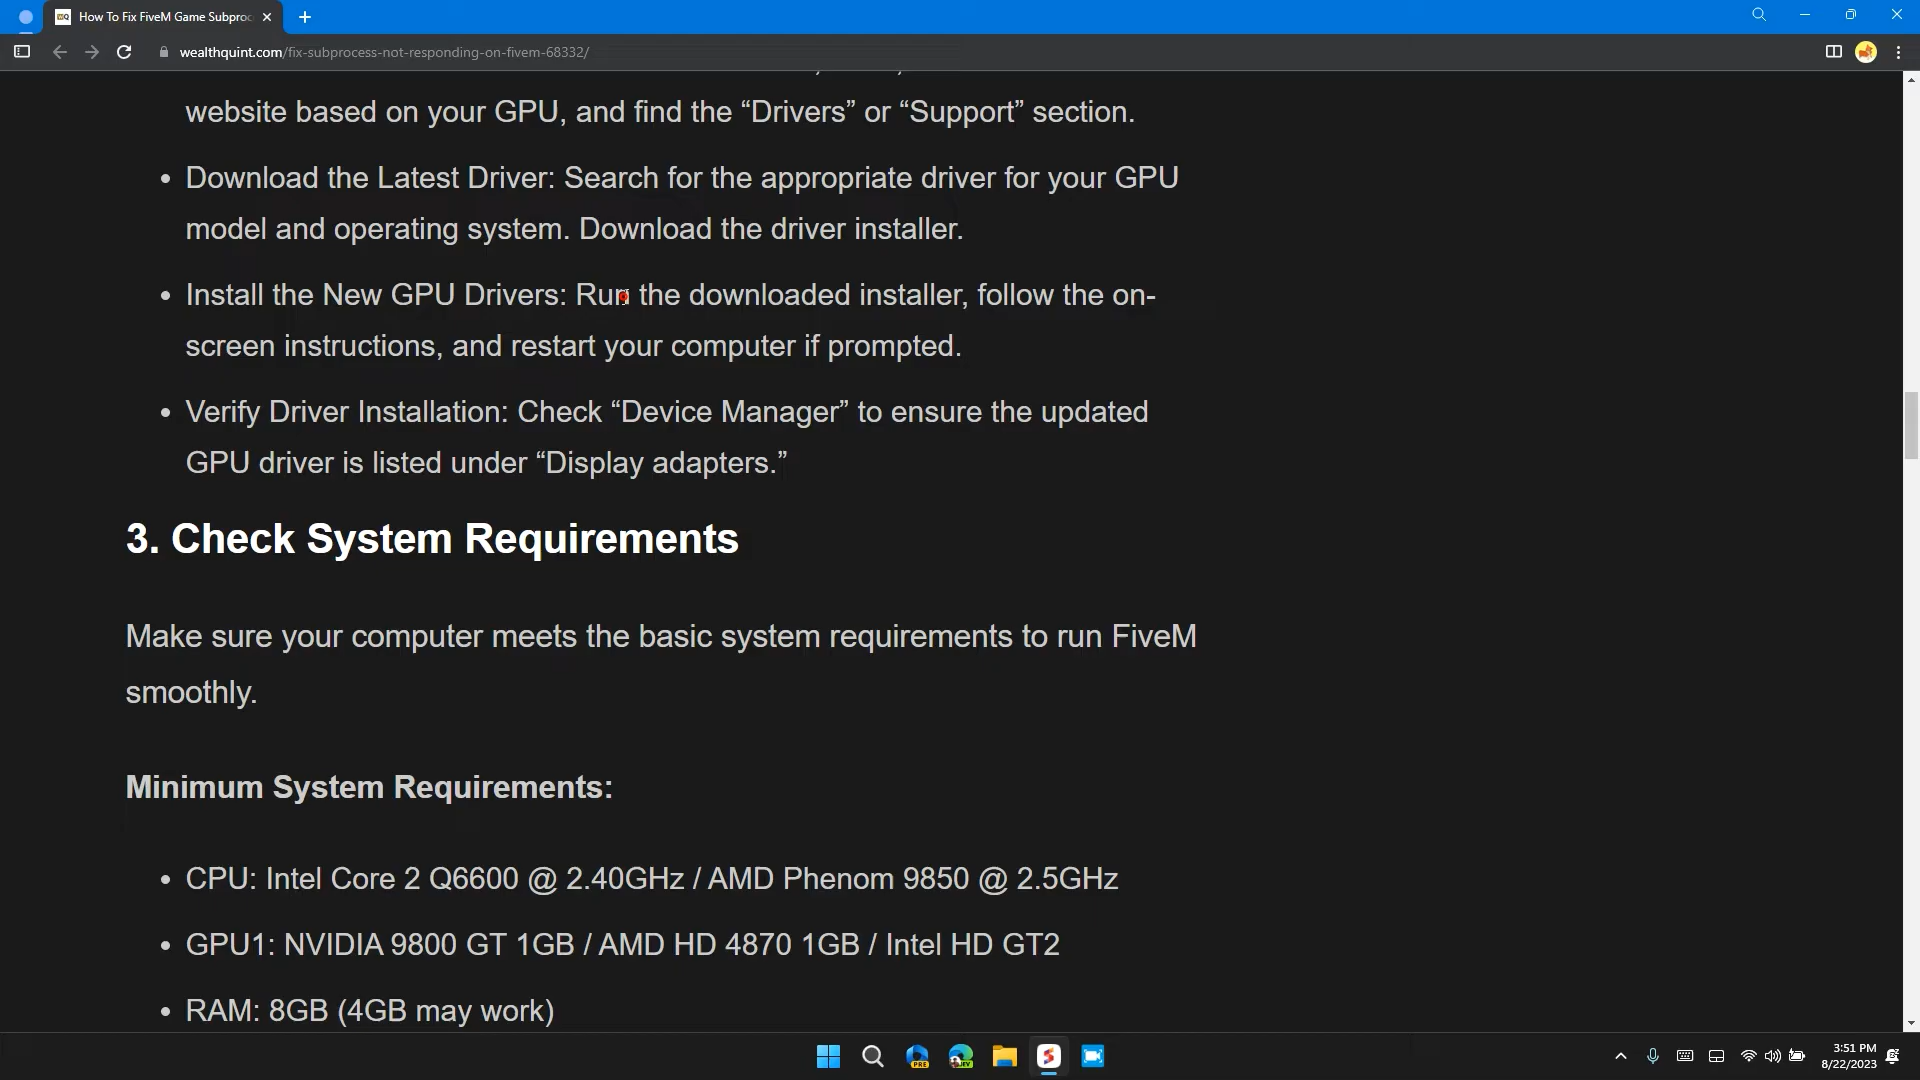 How To Fix FiveM Game Subproc
wealthquint.com/fix-subprocess-not-responding-on-fivem-68332/
website based on your GPU, and find the “Drivers” or “Support” section.
Download the Latest Driver: Search for the appropriate driver for your GPU
model and operating system. Download the driver installer.
Install the New GPU Drivers: Run the downloaded installer, follow the on-
screen instructions, and restart your computer if prompted.
Verify Driver Installation: Check “Device Manager” to ensure the updated
GPU driver is listed under “Display adapters.”
3. Check System Requirements
Make sure your computer meets the basic system requirements to run FiveM
smoothly.
Minimum System Requirements:
CPU: Intel Core 2 Q6600 @ 2.40GHz / AMD Phenom 9850 @ 2.5GHz
GPU1: NVIDIA 9800 GT 1GB / AMD HD 4870 1GB / Intel HD GT2
RAM: 8GB (4GB may work)
PRE
3:51 PM
8/22/2023